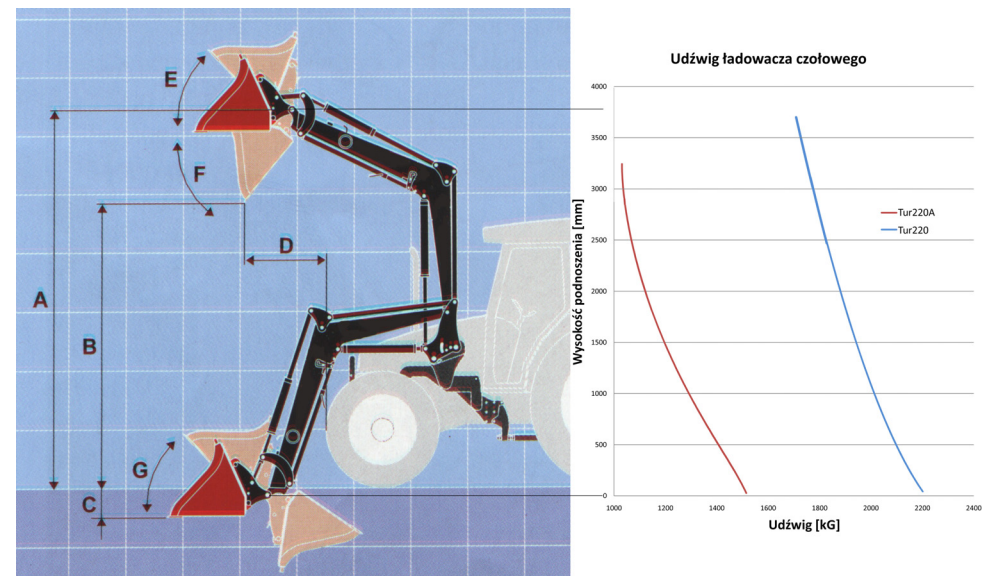 E
F
D
A
B
G
C
Udźwig ładowacza czołowego
Wysokość podnoszenia [mm]
4000
3500
3000
2500
2000
1500
1000
500
0
Tur220A
Tur220
1000 1200 1400 1600 1800 2000 2200 2400
Udźwig [kG]